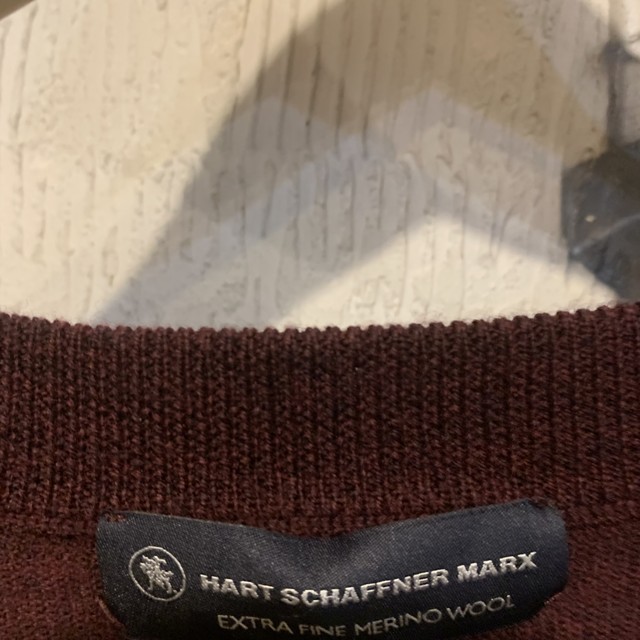 HART SCHAFFNER MARX
EXTRA FINE MERINO WOOL